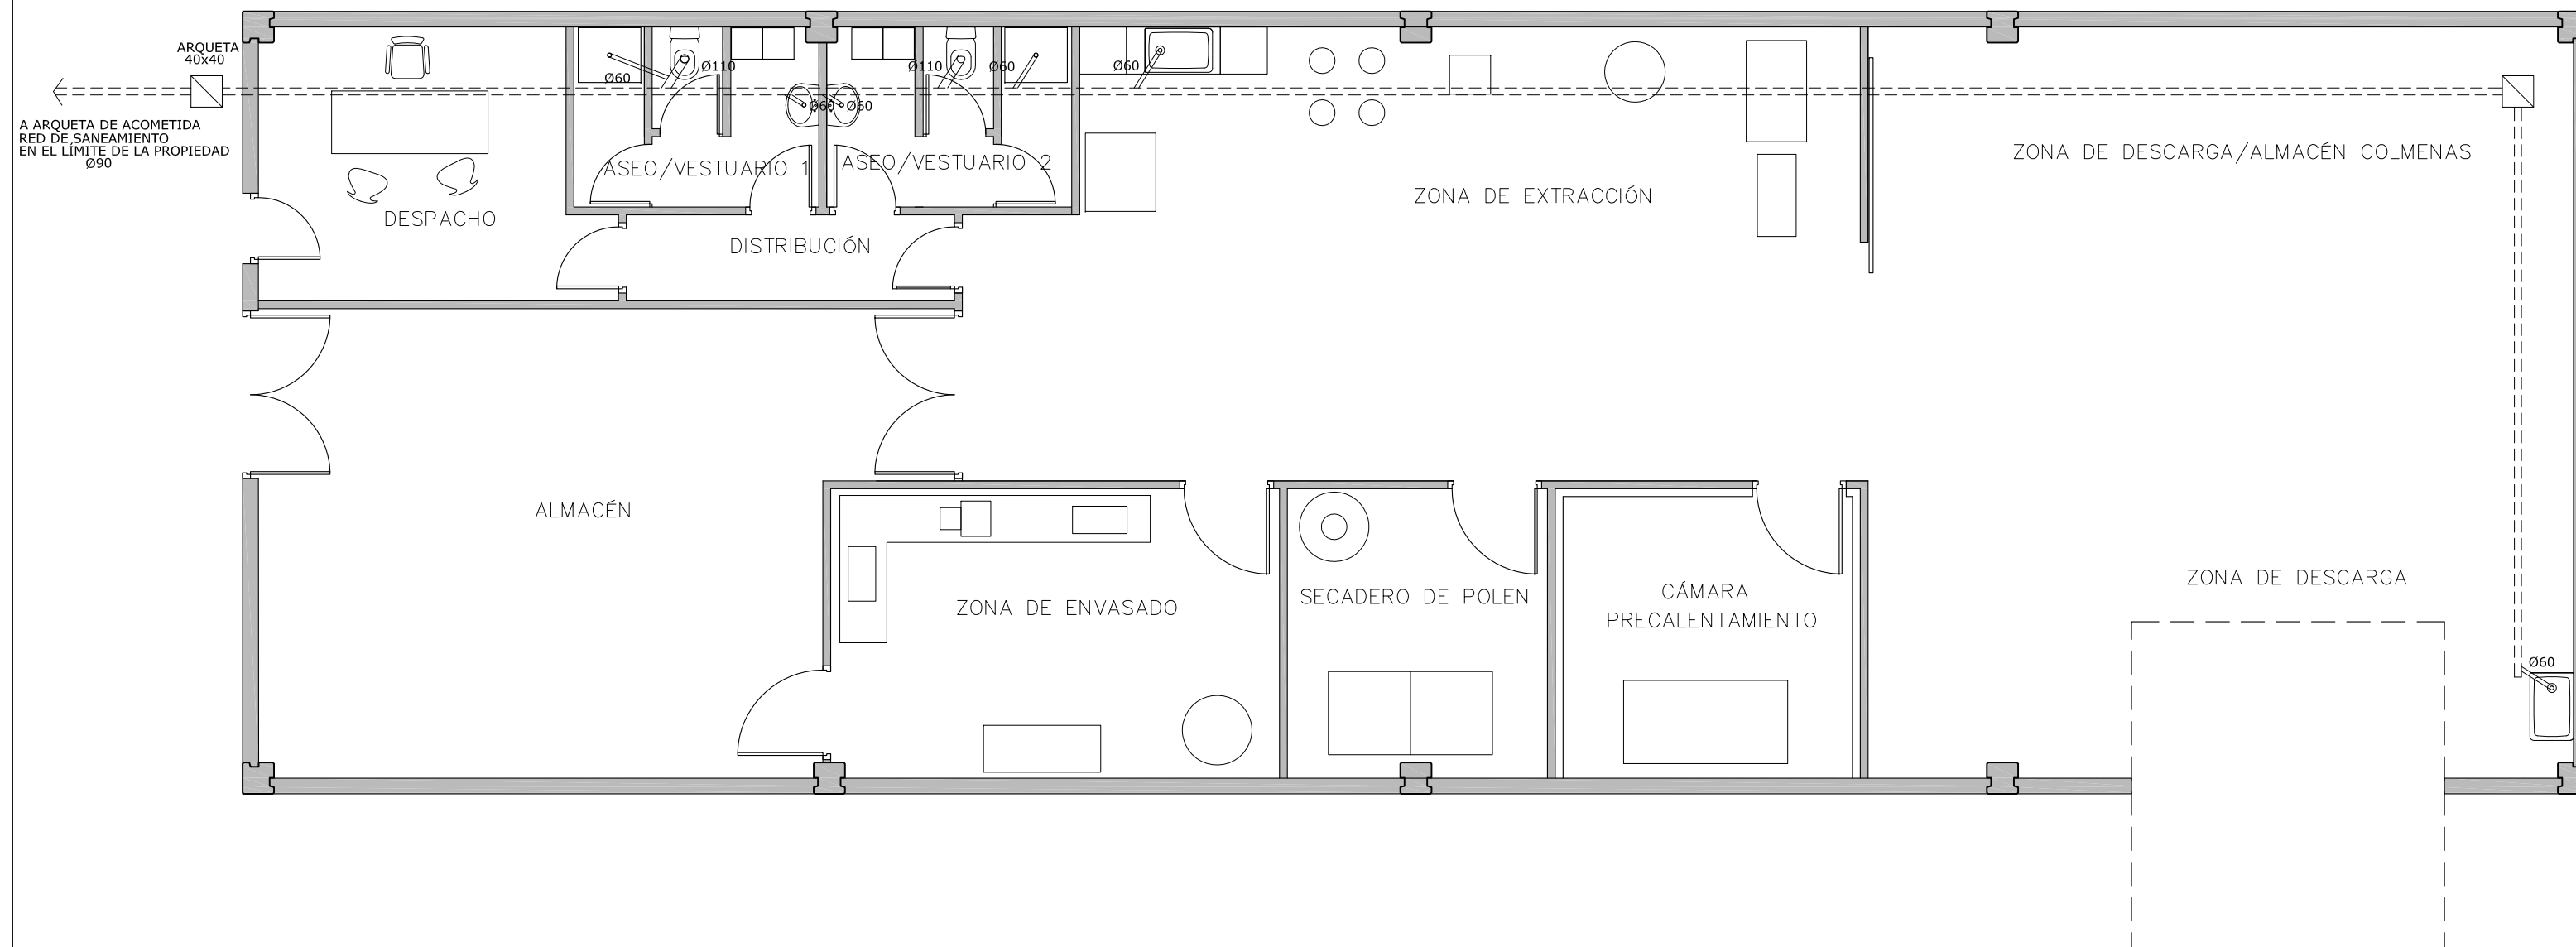 ARQUETA
40x40
A ARQUETA DE ACOMETIDA
RED DE SANEAMIENTO
EN EL LÍMITE DE LA PROPIEDAD
Ø90
Ø60
Ø110
Ø60
Ø60
Ø110
Ø60
Ø60
ASEO/VESTUARIO 1
ASEO/VESTUARIO 2
ZONA DE DESCARGA/ALMACÉN COLMENAS
ZONA DE EXTRACCIÓN
DESPACHO
DISTRIBUCIÓN
ALMACÉN
ZONA DE ENVASADO
SECADERO DE POLEN
CÁMARA
PRECALENTAMIENTO
ZONA DE DESCARGA
Ø60